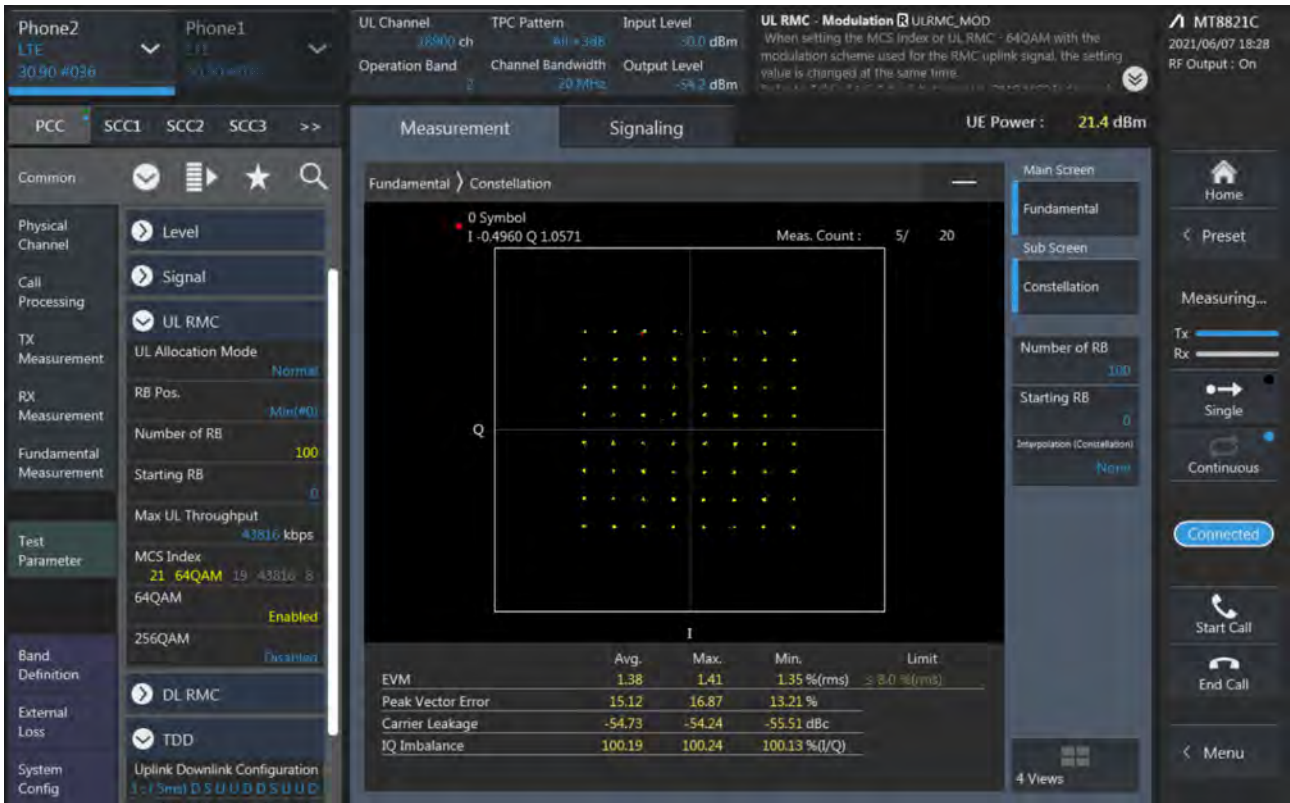 Phone2
LTE
30.90 #036
Phone1
LTE
UL Channel
18900 ch
TPC Pattern
Input Level
30.0 dBm
Operation Band
2
Channel Bandwidth
20 MHz
Output Level
-54.2 dBm
UL RMC - Modulation R ULRMC_MOD
When setting the MCS Index or UL RMC - 64QAM with the
modulation scheme used for the RMC uplink signal, the setting
value is changed at the same time.
MT8821C
2021/06/07 18:28
RF Output : On
PCC SCC1 SCC2 SCC3 >>
Measurement
Signaling
UE Power : 21.4 dBm
Common
Physical
Channel
Call
Processing
TX
Measurement
RX
Measurement
Fundamental
Measurement
Test
Parameter
Band
Definition
External
Loss
System
Config
Level
Signal
UL RMC
UL Allocation Mode
Normal
RB Pos.
Min(#0)
Number of RB
100
Starting RB
0
Max UL Throughput
43816 kbps
MCS Index
21 64QAM 19 43816 8
64QAM
Enabled
256QAM
Disabled
DL RMC
TDD
Uplink Downlink Configuration
1 : ( 5ms) D S U U D D S U U D
Fundamental 〉 Constellation
0 Symbol
I -0.4960 Q 1.0571
Meas. Count : 5/ 20
Q
I
Avg. Max. Min. Limit
EVM 1.38 1.41 1.35 %(rms) ≤ 8.0 %(rms)
Peak Vector Error 15.12 16.87 13.21 %
Carrier Leakage -54.73 -54.24 -55.51 dBc
IQ Imbalance 100.19 100.24 100.13 %(I/Q)
Main Screen
Fundamental
Sub Screen
Constellation
Number of RB
100
Starting RB
0
Interpolation (Constellation)
None
4 Views
Home
< Preset
Measuring...
Tx
Rx
Single
Continuous
Connected
Start Call
End Call
< Menu